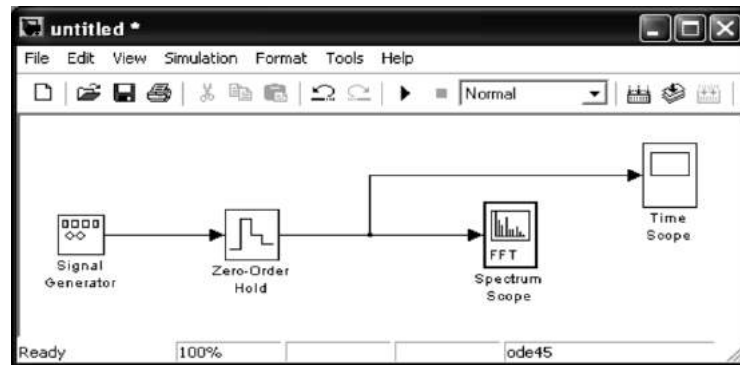 untitled *
File Edit View Simulation Format Tools Help
Normal
Time
Scope
FFT
Signal
Generator
Zero-Order
Hold
Spectrum
Scope
Ready 100% ode45